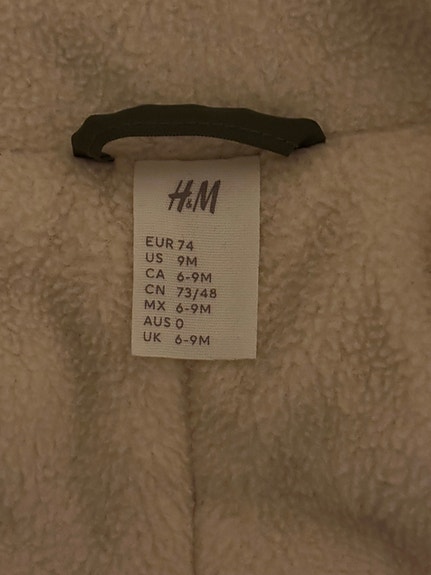 H&M
EUR 74
US 9M
CA 6-9M
CN 73/48
MX 6-9M
AUS 0
UK 6-9M